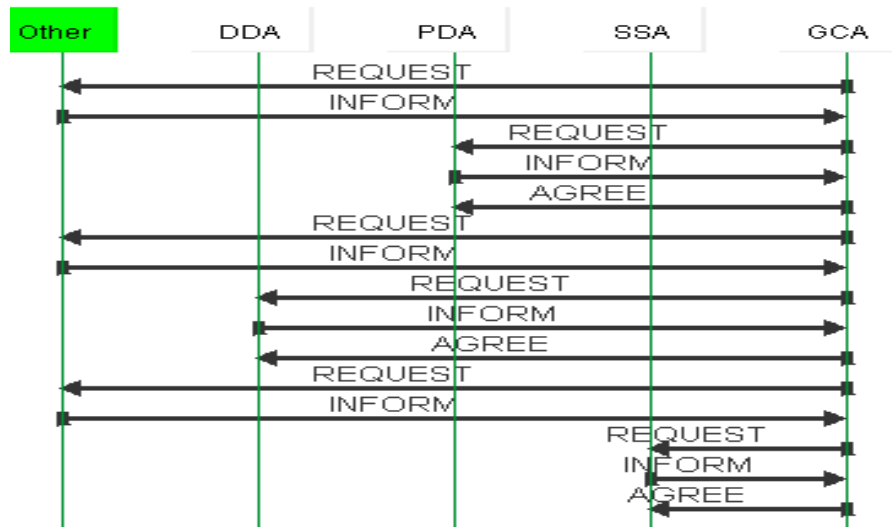 Other DDA PDA SSA GCA
REQUEST
INFORM
REQUEST
INFORM
AGREE
REQUEST
INFORM
REQUEST
INFORM
AGREE
REQUEST
INFORM
REQUEST
INFORM
AGREE